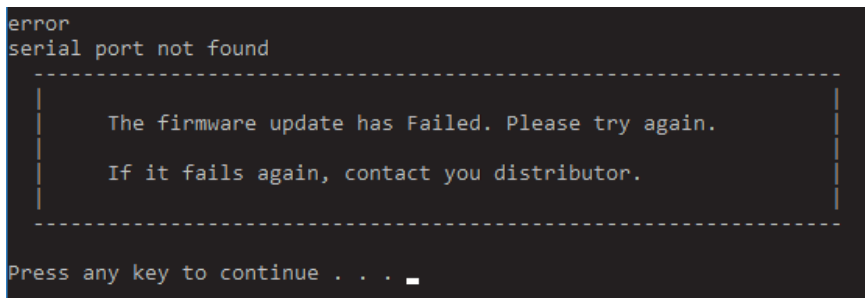 error
serial port not found
The firmware update has Failed. Please try again.
If it fails again, contact you distributor.
Press any key to continue . . .